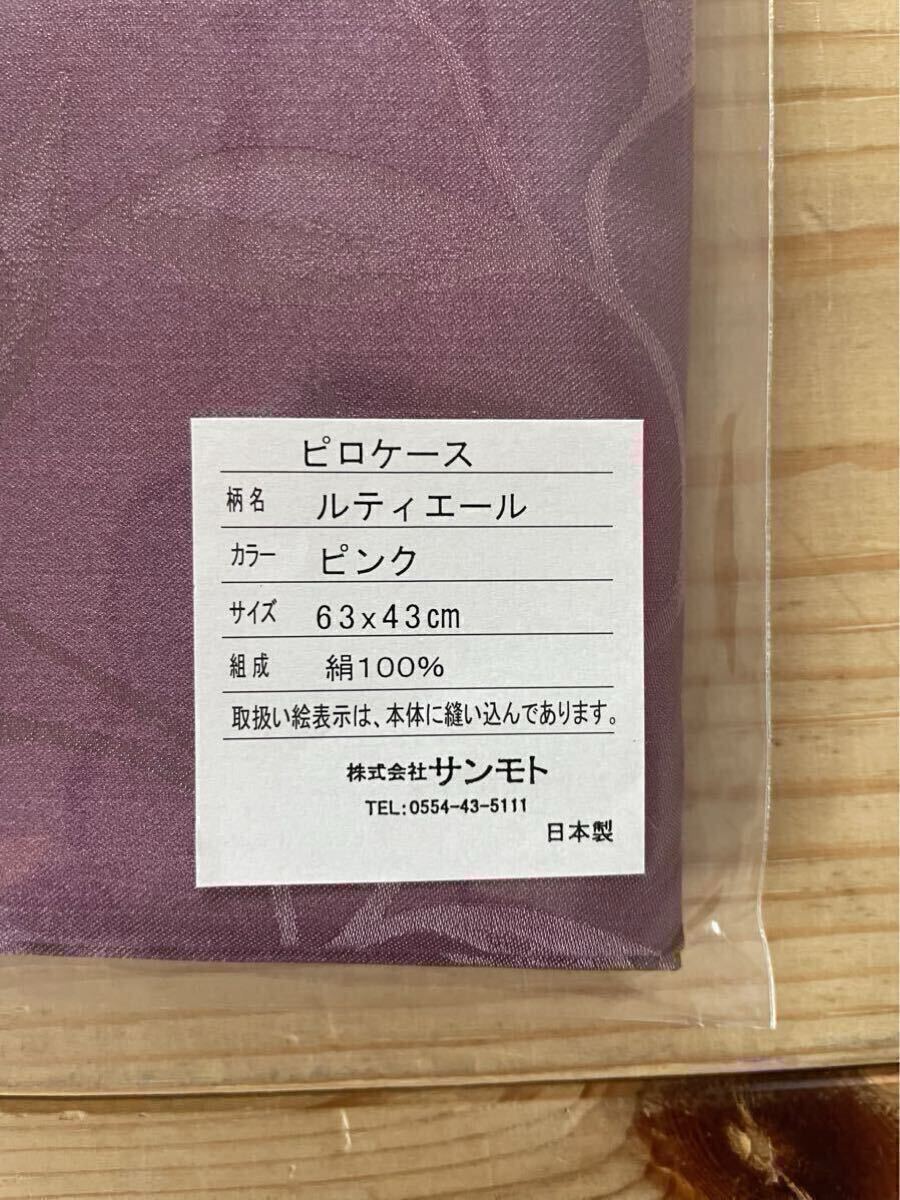 ピロケース
柄名 ルティエール
カラー ピンク
サイズ 63x43cm
組成 絹100%
取扱い絵表示は、本体に縫い込んであります。
株式会社サンモト
TEL:0554-43-5111
日本製